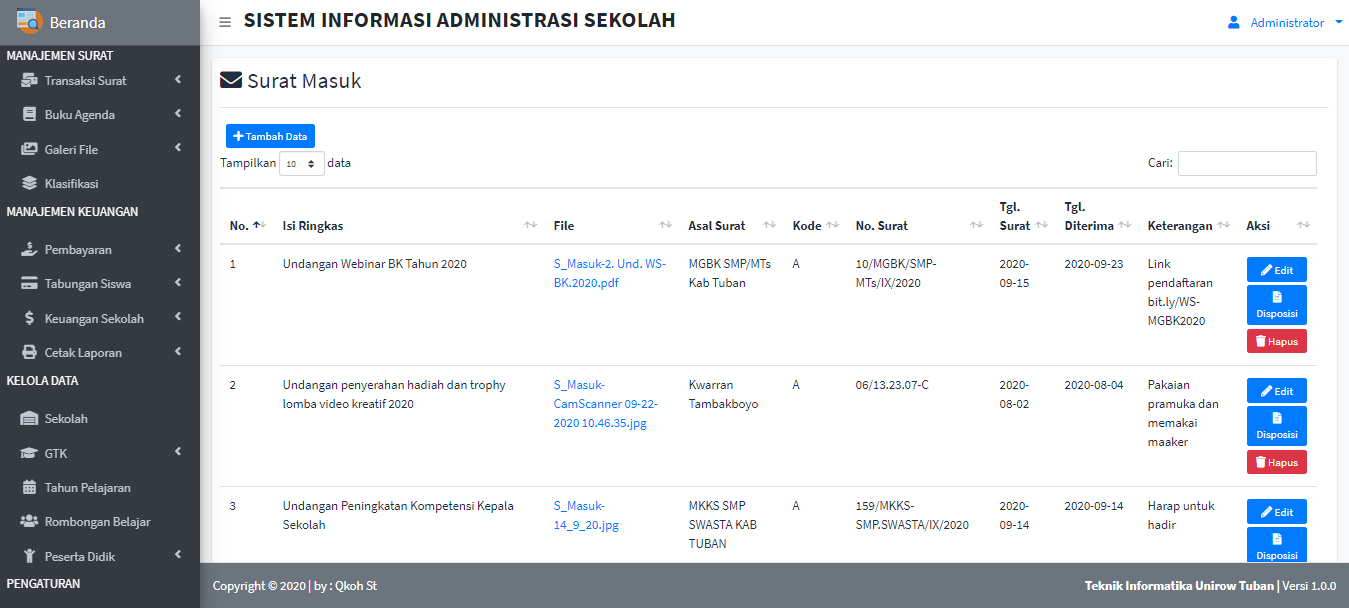 Beranda
MANAJEMEN SURAT
Transaksi Surat
Buku Agenda
Galeri File
Klasifikasi
MANAJEMEN KEUANGAN
Pembayaran
Tabungan Siswa
Keuangan Sekolah
Cetak Laporan
KELOLA DATA
Sekolah
GTK
Tahun Pelajaran
Rombongan Belajar
Peserta Didik
PENGATURAN
SISTEM INFORMASI ADMINISTRASI SEKOLAH
Administrator
Surat Masuk
Tambah Data
Tampilkan 10 data
Cari:
No. Isi Ringkas File Asal Surat Kode No. Surat Tgl. Surat Tgl. Diterima Keterangan Aksi
1
Undangan Webinar BK Tahun 2020
S_Masuk-2. Und. WS-
BK.2020.pdf
MGBK SMP/MTs
Kab Tuban
A
10/MGBK/SMP-
MTs/IX/2020
2020-
09-15
2020-09-23
Link
pendaftaran
bit.ly/WS-
MGBK2020
Edit
Disposisi
Hapus
2
Undangan penyerahan hadiah dan trophy
lomba video kreatif 2020
S_Masuk-
CamScanner 09-22-
2020 10.46.35.jpg
Kwarran
Tambakboyo
A
06/13.23.07-C
2020-
08-02
2020-08-04
Pakaian
pramuka dan
memakai
maaker
Edit
Disposisi
Hapus
3
Undangan Peningkatan Kompetensi Kepala
Sekolah
S_Masuk-
14_9_20.jpg
MKKS SMP
SWASTA KAB
TUBAN
A
159/MKKS-
SMP.SWASTA/IX/2020
2020-
09-14
2020-09-14
Harap untuk
hadir
Edit
Disposisi
Copyright © 2020 | by : Qkoh St
Teknik Informatika Unirow Tuban | Versi 1.0.0